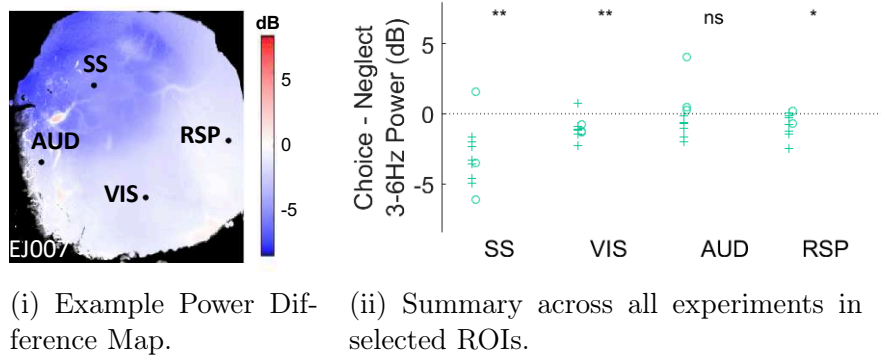 dB
5
0
-5
SS
AUD
RSP
VIS
EJ007
(i) Example Power Dif-
ference Map.
Choice - Neglect
3-6Hz Power (dB)
5
0
-5
** ** ns *
SS VIS AUD RSP
(ii) Summary across all experiments in
selected ROIs.